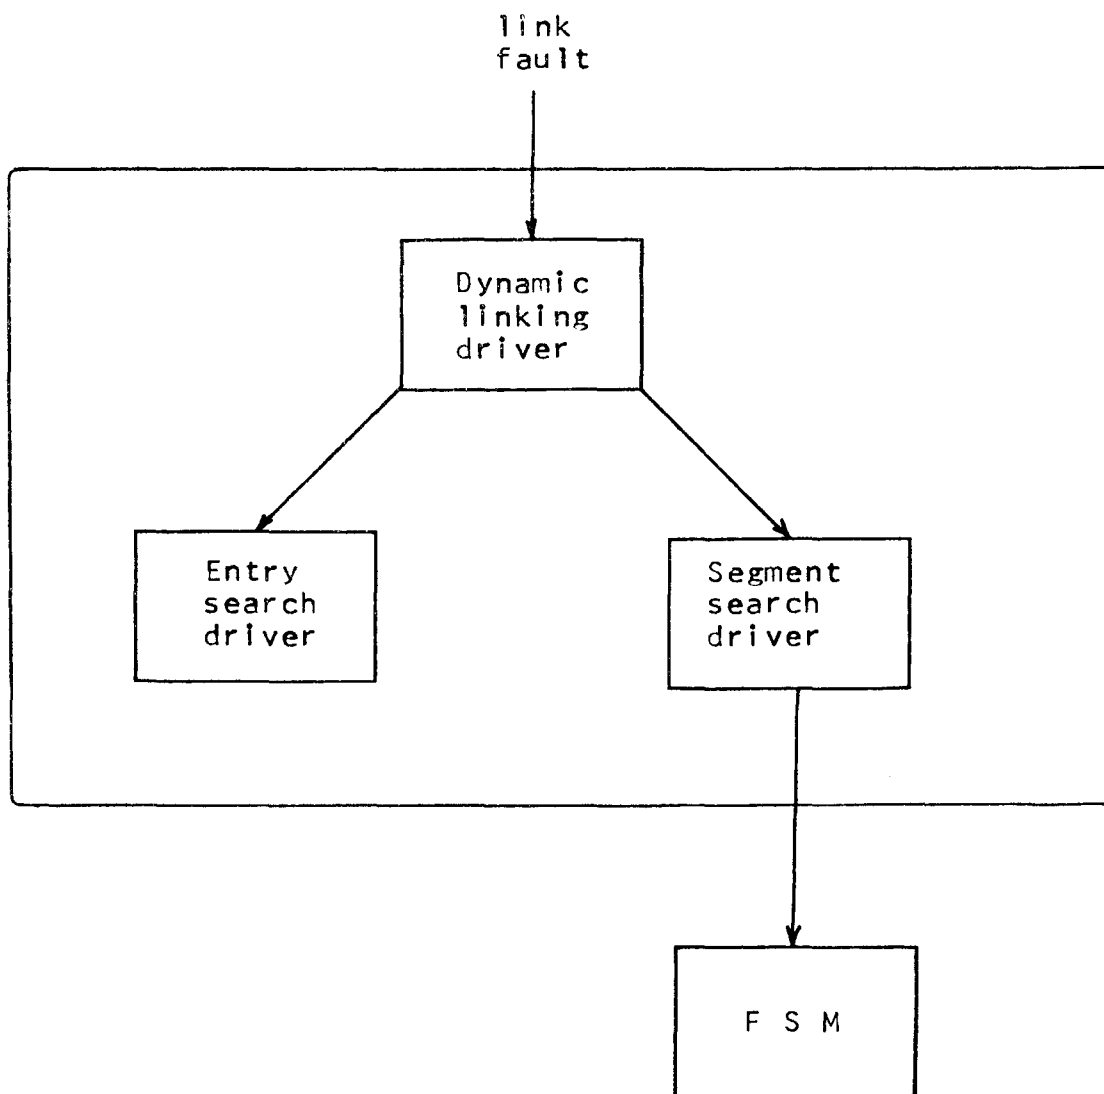 link
fault
Dynamic
linking
driver
Entry
search
driver
Segment
search
driver
F S M